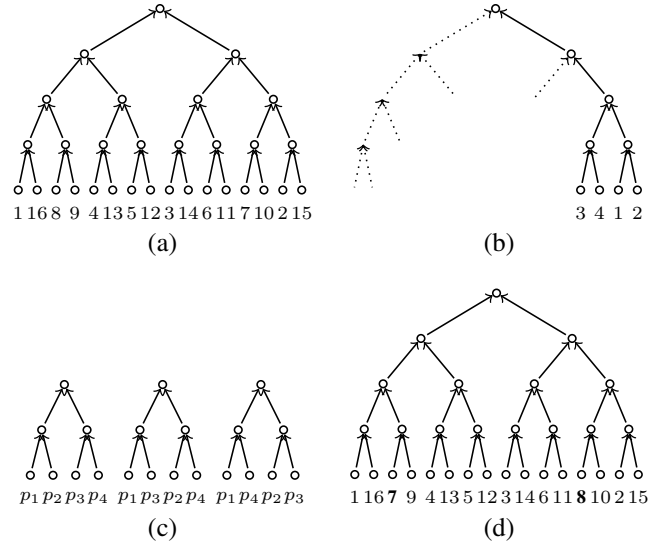 1 16 8 9 4 13 5 12 3 14 6 11 7 10 2 15
3 4 1 2
(a)
(b)
p1 p2 p3 p4 p1 p3 p2 p4 p1 p4 p2 p3
1 16 7 9 4 13 5 12 3 14 6 11 8 10 2 15
(c)
(d)